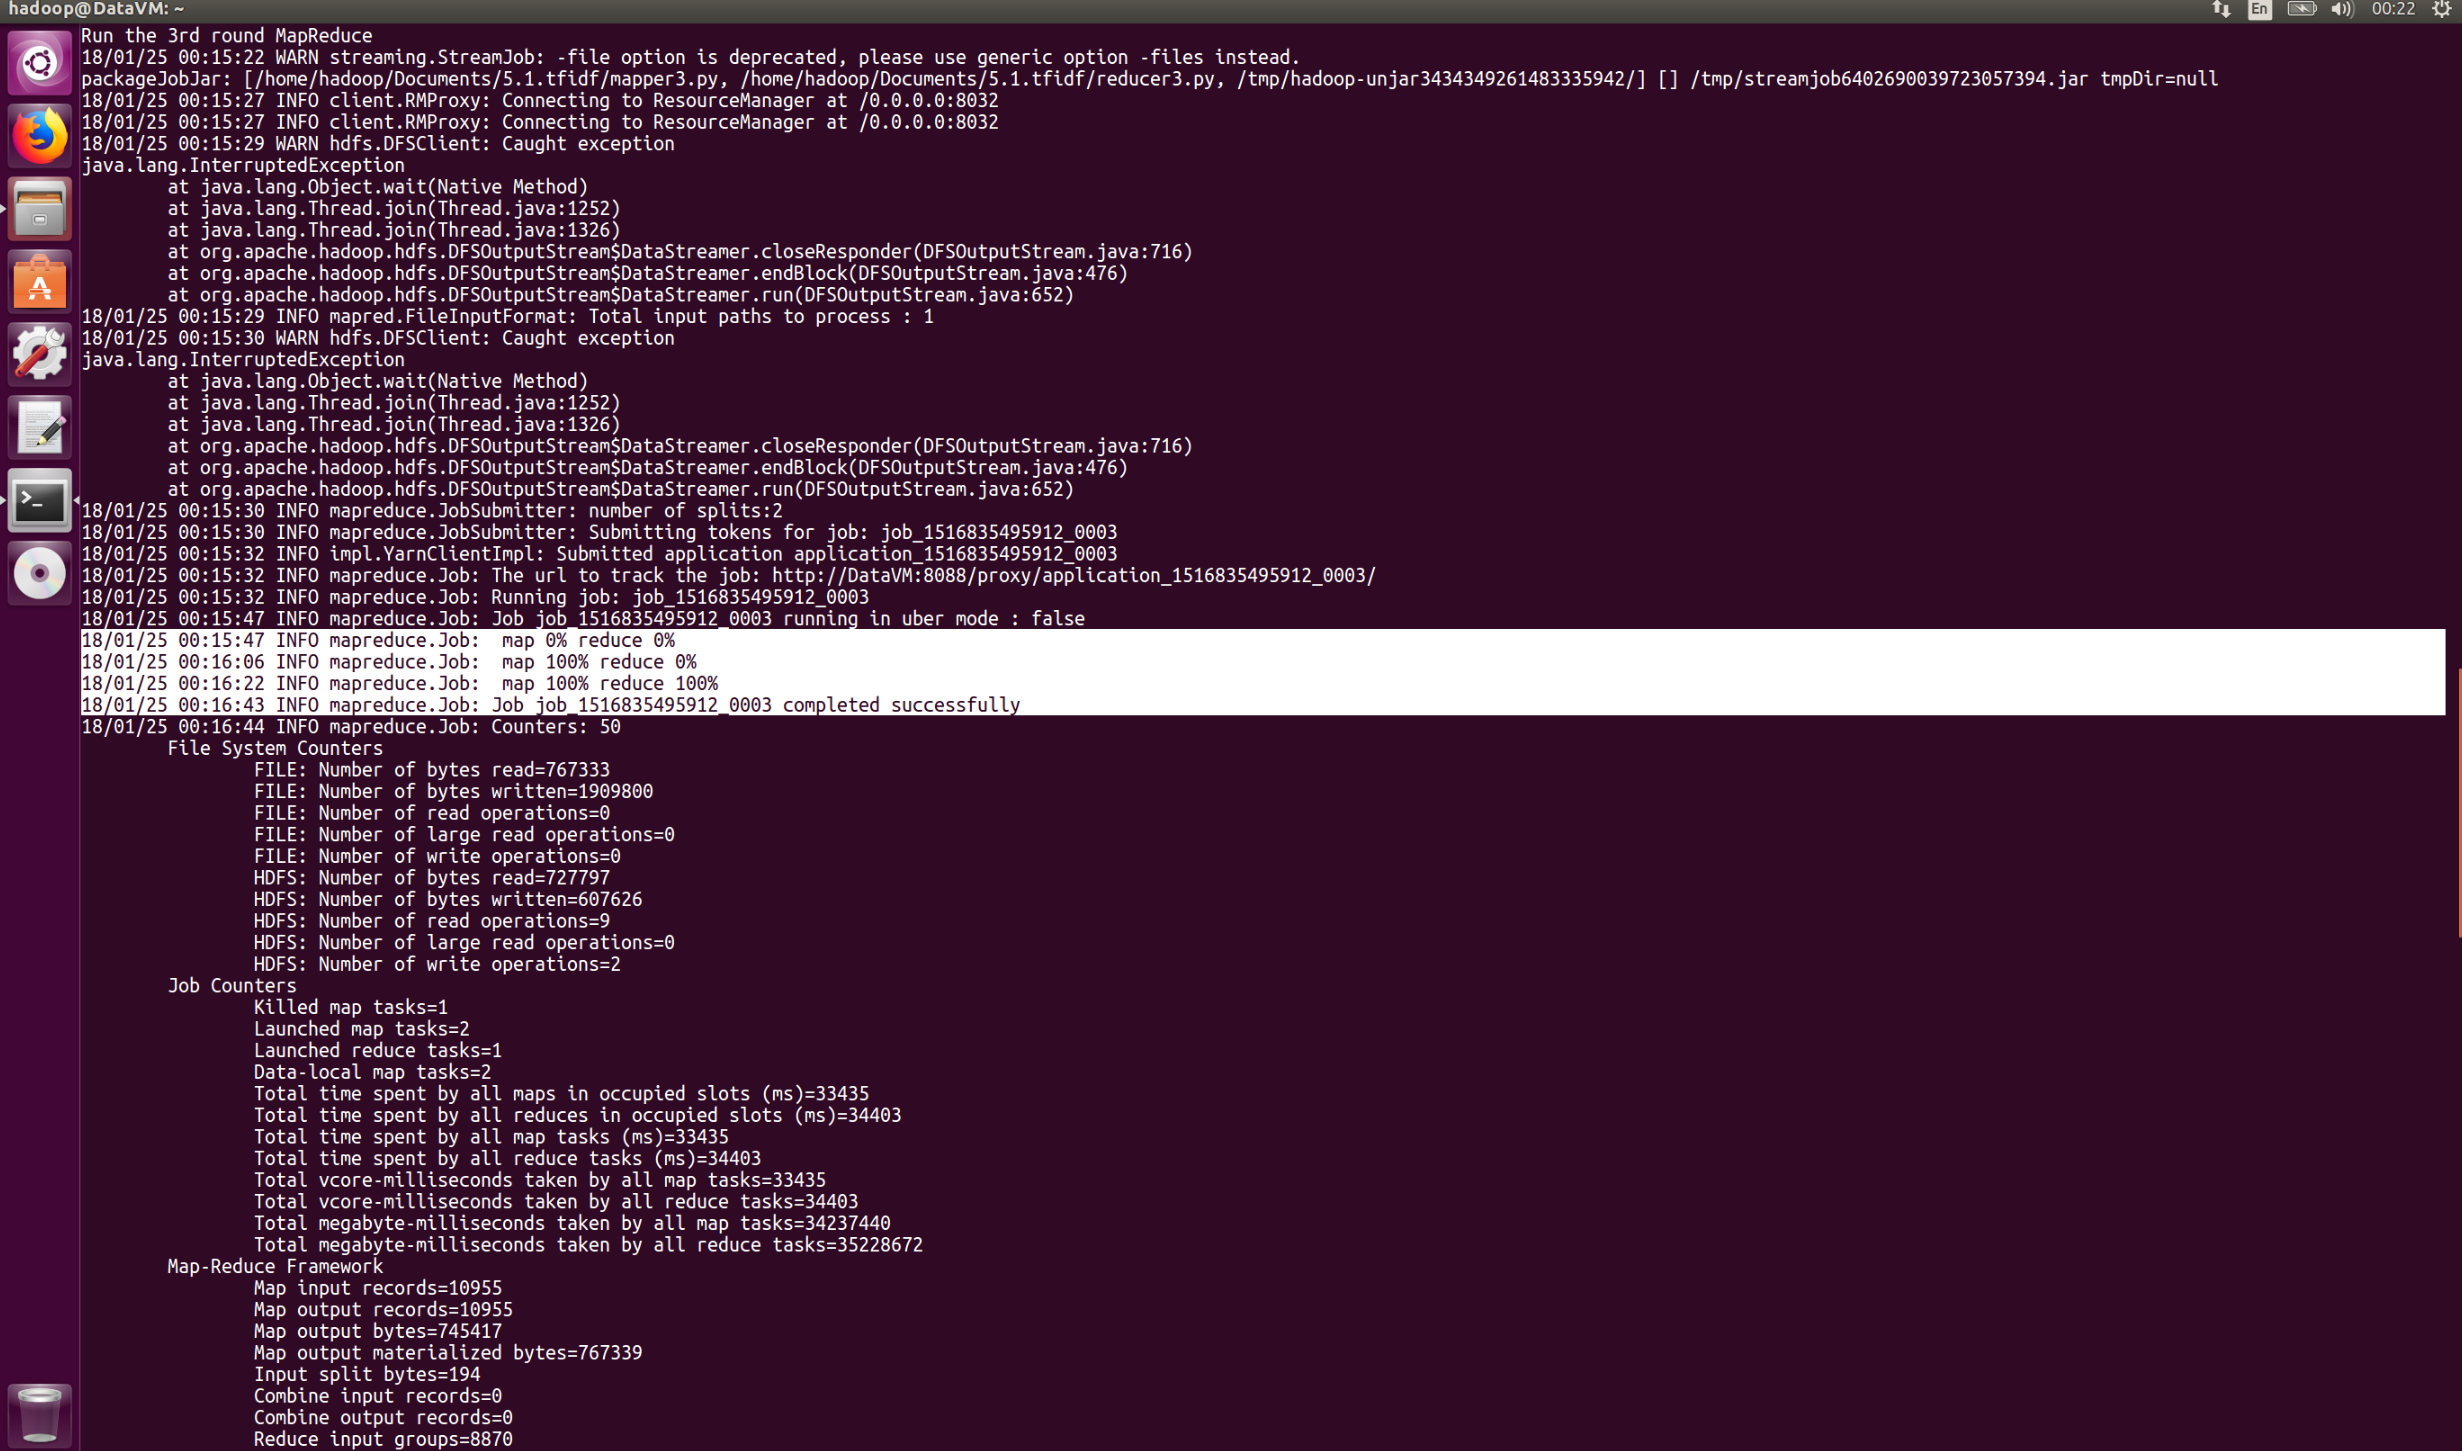 hadoop@DataVM: ~
En
00:22
Run the 3rd round MapReduce
18/01/25 00:15:22 WARN streaming.StreamJob: -file option is deprecated, please use generic option -files instead.
packageJobJar: [/home/hadoop/Documents/5.1.tfidf/mapper3.py, /home/hadoop/Documents/5.1.tfidf/reducer3.py, /tmp/hadoop-unjar3434349261483335942/] [] /tmp/streamjob6402690039723057394.jar tmpDir=null
18/01/25 00:15:27 INFO client.RMProxy: Connecting to ResourceManager at /0.0.0.0:8032
18/01/25 00:15:27 INFO client.RMProxy: Connecting to ResourceManager at /0.0.0.0:8032
18/01/25 00:15:29 WARN hdfs.DFSClient: Caught exception
java.lang.InterruptedException
        at java.lang.Object.wait(Native Method)
        at java.lang.Thread.join(Thread.java:1252)
        at java.lang.Thread.join(Thread.java:1326)
        at org.apache.hadoop.hdfs.DFSOutputStream$DataStreamer.closeResponder(DFSOutputStream.java:716)
        at org.apache.hadoop.hdfs.DFSOutputStream$DataStreamer.endBlock(DFSOutputStream.java:476)
        at org.apache.hadoop.hdfs.DFSOutputStream$DataStreamer.run(DFSOutputStream.java:652)
18/01/25 00:15:29 INFO mapred.FileInputFormat: Total input paths to process : 1
18/01/25 00:15:30 WARN hdfs.DFSClient: Caught exception
java.lang.InterruptedException
        at java.lang.Object.wait(Native Method)
        at java.lang.Thread.join(Thread.java:1252)
        at java.lang.Thread.join(Thread.java:1326)
        at org.apache.hadoop.hdfs.DFSOutputStream$DataStreamer.closeResponder(DFSOutputStream.java:716)
        at org.apache.hadoop.hdfs.DFSOutputStream$DataStreamer.endBlock(DFSOutputStream.java:476)
        at org.apache.hadoop.hdfs.DFSOutputStream$DataStreamer.run(DFSOutputStream.java:652)
18/01/25 00:15:30 INFO mapreduce.JobSubmitter: number of splits:2
18/01/25 00:15:30 INFO mapreduce.JobSubmitter: Submitting tokens for job: job_1516835495912_0003
18/01/25 00:15:32 INFO impl.YarnClientImpl: Submitted application application_1516835495912_0003
18/01/25 00:15:32 INFO mapreduce.Job: The url to track the job: http://DataVM:8088/proxy/application_1516835495912_0003/
18/01/25 00:15:32 INFO mapreduce.Job: Running job: job_1516835495912_0003
18/01/25 00:15:47 INFO mapreduce.Job: Job job_1516835495912_0003 running in uber mode : false
18/01/25 00:15:47 INFO mapreduce.Job:  map 0% reduce 0%
18/01/25 00:16:06 INFO mapreduce.Job:  map 100% reduce 0%
18/01/25 00:16:22 INFO mapreduce.Job:  map 100% reduce 100%
18/01/25 00:16:43 INFO mapreduce.Job: Job job_1516835495912_0003 completed successfully
18/01/25 00:16:44 INFO mapreduce.Job: Counters: 50
        File System Counters
                FILE: Number of bytes read=767333
                FILE: Number of bytes written=1909800
                FILE: Number of read operations=0
                FILE: Number of large read operations=0
                FILE: Number of write operations=0
                HDFS: Number of bytes read=727797
                HDFS: Number of bytes written=607626
                HDFS: Number of read operations=9
                HDFS: Number of large read operations=0
                HDFS: Number of write operations=2
        Job Counters
                Killed map tasks=1
                Launched map tasks=2
                Launched reduce tasks=1
                Data-local map tasks=2
                Total time spent by all maps in occupied slots (ms)=33435
                Total time spent by all reduces in occupied slots (ms)=34403
                Total time spent by all map tasks (ms)=33435
                Total time spent by all reduce tasks (ms)=34403
                Total vcore-milliseconds taken by all map tasks=33435
                Total vcore-milliseconds taken by all reduce tasks=34403
                Total megabyte-milliseconds taken by all map tasks=34237440
                Total megabyte-milliseconds taken by all reduce tasks=35228672
        Map-Reduce Framework
                Map input records=10955
                Map output records=10955
                Map output bytes=745417
                Map output materialized bytes=767339
                Input split bytes=194
                Combine input records=0
                Combine output records=0
                Reduce input groups=8870